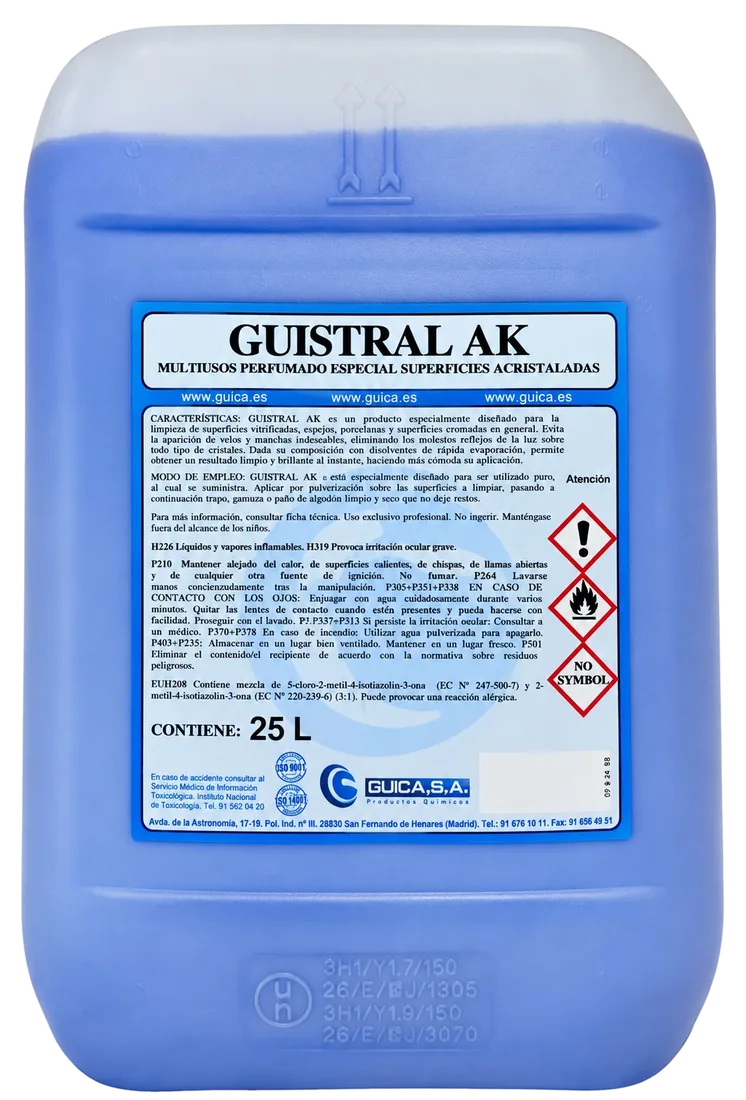 GUISTRAL AK
MULTIUSOS PERFUMADO ESPECIAL SUPERFICIES ACRISTALADAS
www.guica.es www.guica.es www.guica.es
CARACTERÍSTICAS: GUISTRAL AK es un producto especialmente diseñado para la
limpieza de superficies vitrificadas, espejos, porcelanas y superficies cromadas en general. Evita
la aparición de velos y manchas indeseables, eliminando los molestos reflejos de la luz sobre
todo tipo de cristales. Dada su composición con disolventes de rápida evaporación, permite
obtener un resultado limpio y brillante al instante, haciendo más cómoda su aplicación.
MODO DE EMPLEO: GUISTRAL AK e está especialmente diseñado para ser utilizado puro,
al cual se suministra. Aplicar por pulverización sobre las superficies a limpiar, pasando a
continuación trapo, gamuza o paño de algodón limpio y seco que no deje restos.
Atención
Para más información, consultar ficha técnica. Uso exclusivo profesional. No ingerir. Manténgase
fuera del alcance de los niños.
H226 Líquidos y vapores inflamables. H319 Provoca irritación ocular grave.
P210 Mantener alejado del calor, de superficies calientes, de chispas, de llamas abiertas
y de cualquier otra fuente de ignición. No fumar. P264 Lavarse
manos concienzudamente tras la manipulación. P305+P351+P338 EN CASO DE
CONTACTO CON LOS OJOS: Enjuagar con agua cuidadosamente durante varios
minutos. Quitar las lentes de contacto cuando estén presentes y pueda hacerse con
facilidad. Proseguir con el lavado. P337+P313 Si persiste la irritación ocular: Consultar a
un médico. P370+P378 En caso de incendio: Utilizar agua pulverizada para apagarlo.
P403+P235: Almacenar en un lugar bien ventilado. Mantener en un lugar fresco. P501
Eliminar el contenido/el recipiente de acuerdo con la normativa sobre residuos
peligrosos.
NO
SYMBOL
EUH208 Contiene mezcla de 5-cloro-2-metil-4-isotiazolin-3-ona (EC Nº 247-500-7) y 2-
metil-4-isotiazolin-3-ona (EC Nº 220-239-6) (3:1). Puede provocar una reacción alérgica.
CONTIENE: 25 L
En caso de accidente consultar al
Servicio Médico de Información
Toxicológica. Instituto Nacional
de Toxicología. Tel. 91 562 04 20
ISO 9001
ISO 14001
GUICA,S.A.
Productos Químicos
Avda. de la Astronomía, 17-19. Pol. Ind. nº III. 28830 San Fernando de Henares (Madrid). Tel.: 91 676 10 11. Fax: 91 656 49 51
un
3H1/Y1.7/150
26/E/ J/1305
3H1/Y1.9/150
26/E/ J/3070